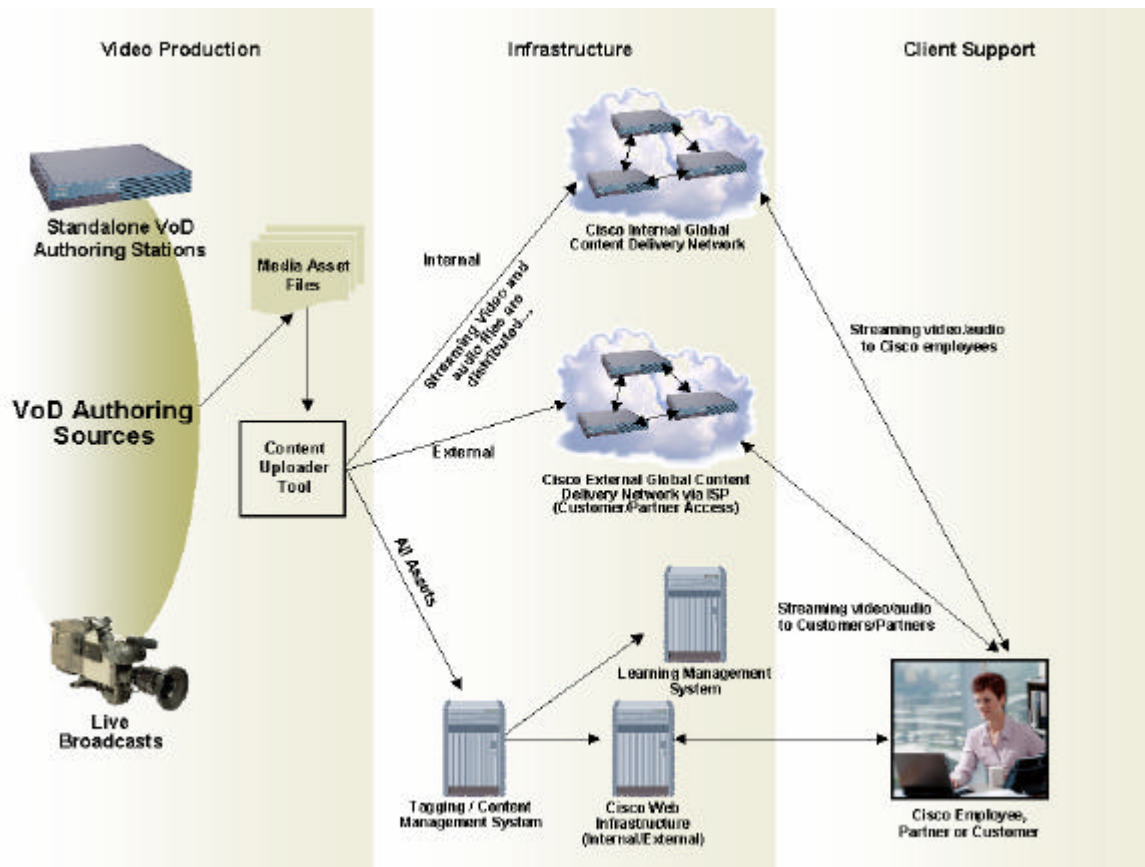 Video Production
Infrastructure
Client Support
Standalone VoD
Authoring Stations
Media Asset
Files
VoD Authoring
Sources
Content
Uploader
Tool
Live
Broadcasts
Internal
Streaming video and
audio files are
distributed...
External
All Assets
Cisco Internal Global
Content Delivery Network
Cisco External Global Content
Delivery Network via ISP
(Customer/Partner Access)
Learning Management
System
Tagging / Content
Management System
Cisco Web
Infrastructure
(Internal/External)
Streaming video/audio
to Cisco employees
Streaming video/audio
to Customers/Partners
Cisco Employee,
Partner or Customer